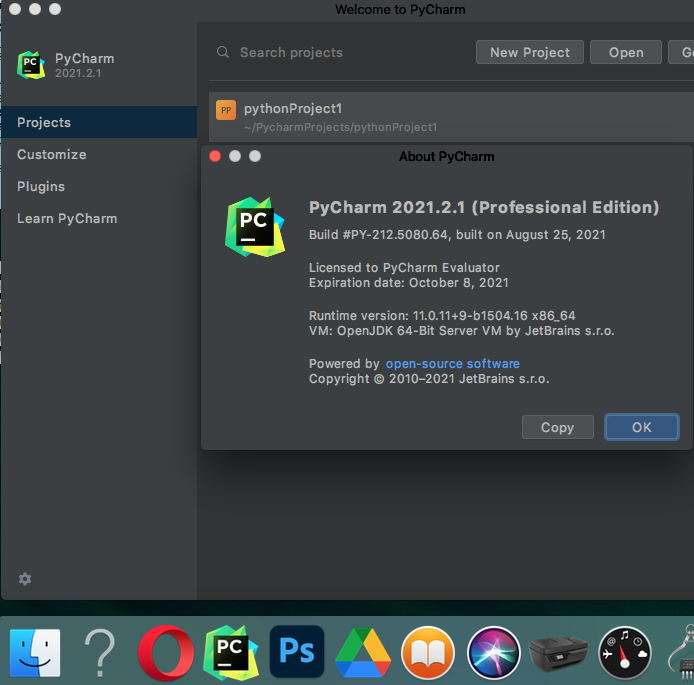 Welcome to PyCharm
PyCharm
2021.2.1
Search projects
New Project
Open
Projects
Customize
Plugins
Learn PyCharm
PP
pythonProject1
~/PycharmProjects/pythonProject1
About PyCharm
PC
PyCharm 2021.2.1 (Professional Edition)
Build #PY-212.5080.64, built on August 25, 2021
Licensed to PyCharm Evaluator
Expiration date: October 8, 2021
Runtime version: 11.0.11+9-b1504.16 x86_64
VM: OpenJDK 64-Bit Server VM by JetBrains s.r.o.
Powered by open-source software
Copyright © 2010–2021 JetBrains s.r.o.
Copy
OK
PC
Ps